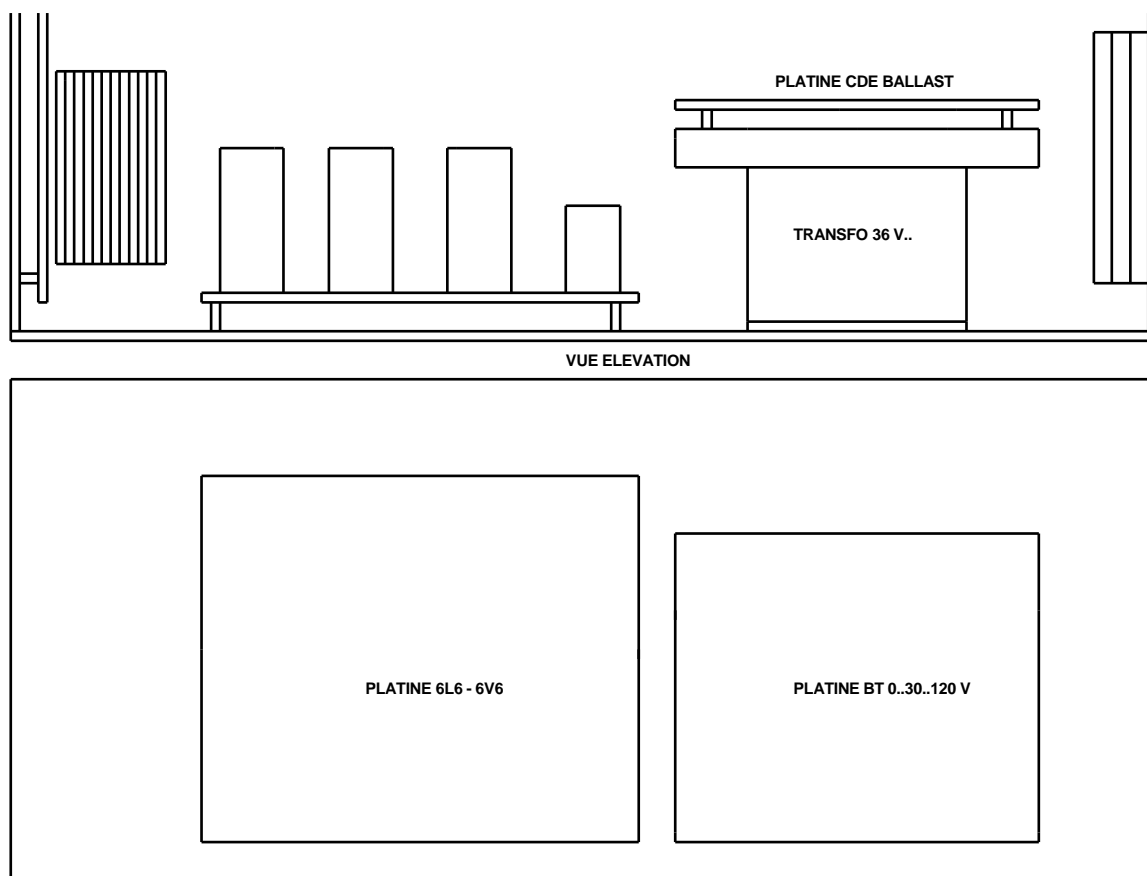 PLATINE CDE BALLAST
TRANSFO 36 V..
VUE ELEVATION
PLATINE 6L6 - 6V6
PLATINE BT 0..30..120 V